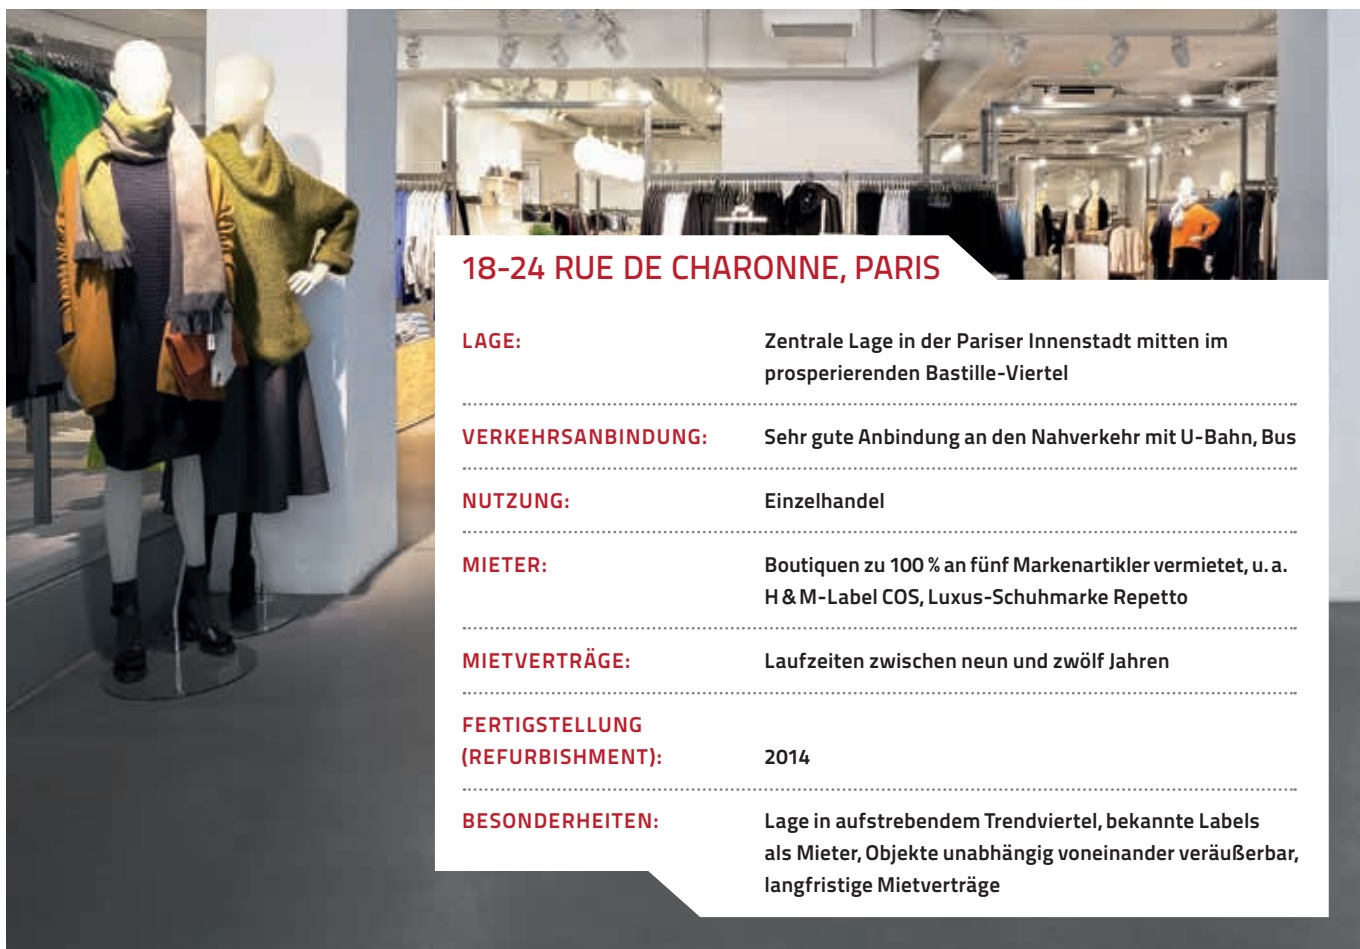 18-24 RUE DE CHARONNE, PARIS
LAGE: Zentrale Lage in der Pariser Innenstadt mitten im
prosperierenden Bastille-Viertel
VERKEHRSANBINDUNG: Sehr gute Anbindung an den Nahverkehr mit U-Bahn, Bus
NUTZUNG: Einzelhandel
MIETER: Boutiquen zu 100 % an fünf Markenartikler vermietet, u. a.
H & M-Label COS, Luxus-Schuhmarke Repetto
MIETVERTRÄGE: Laufzeiten zwischen neun und zwölf Jahren
FERTIGSTELLUNG
(REFURBISHMENT): 2014
BESONDERHEITEN: Lage in aufstrebendem Trendviertel, bekannte Labels
als Mieter, Objekte unabhängig voneinander veräußerbar,
langfristige Mietverträge